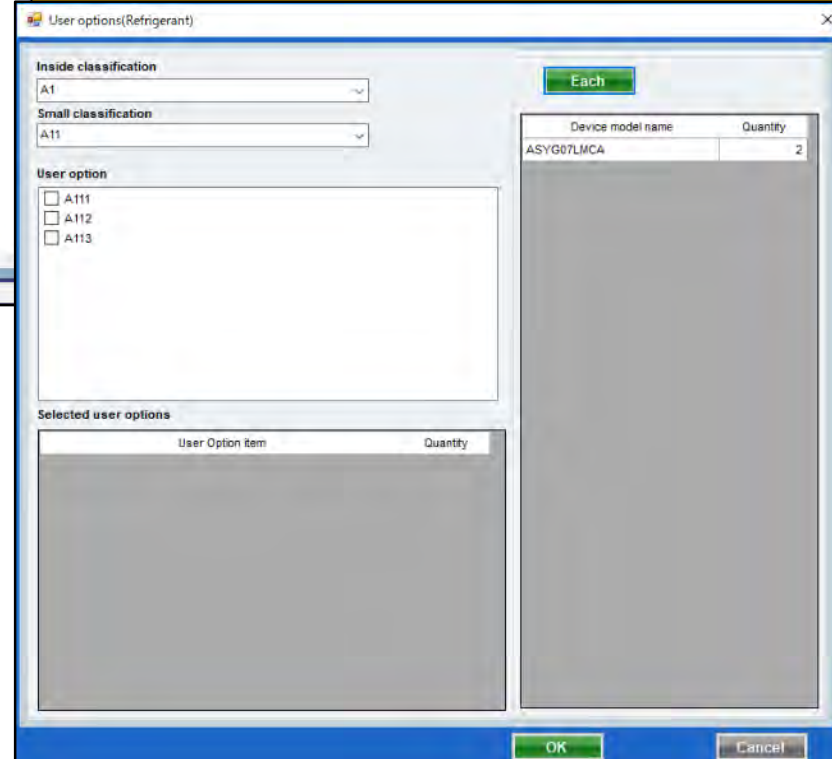 User options(Refrigerant)
Inside classification
A1
Small classification
A11
User option
A111
A112
A113
Selected user options
User Option item Quantity
Each
Device model name Quantity
ASYG07LMCA 2
OK Cancel